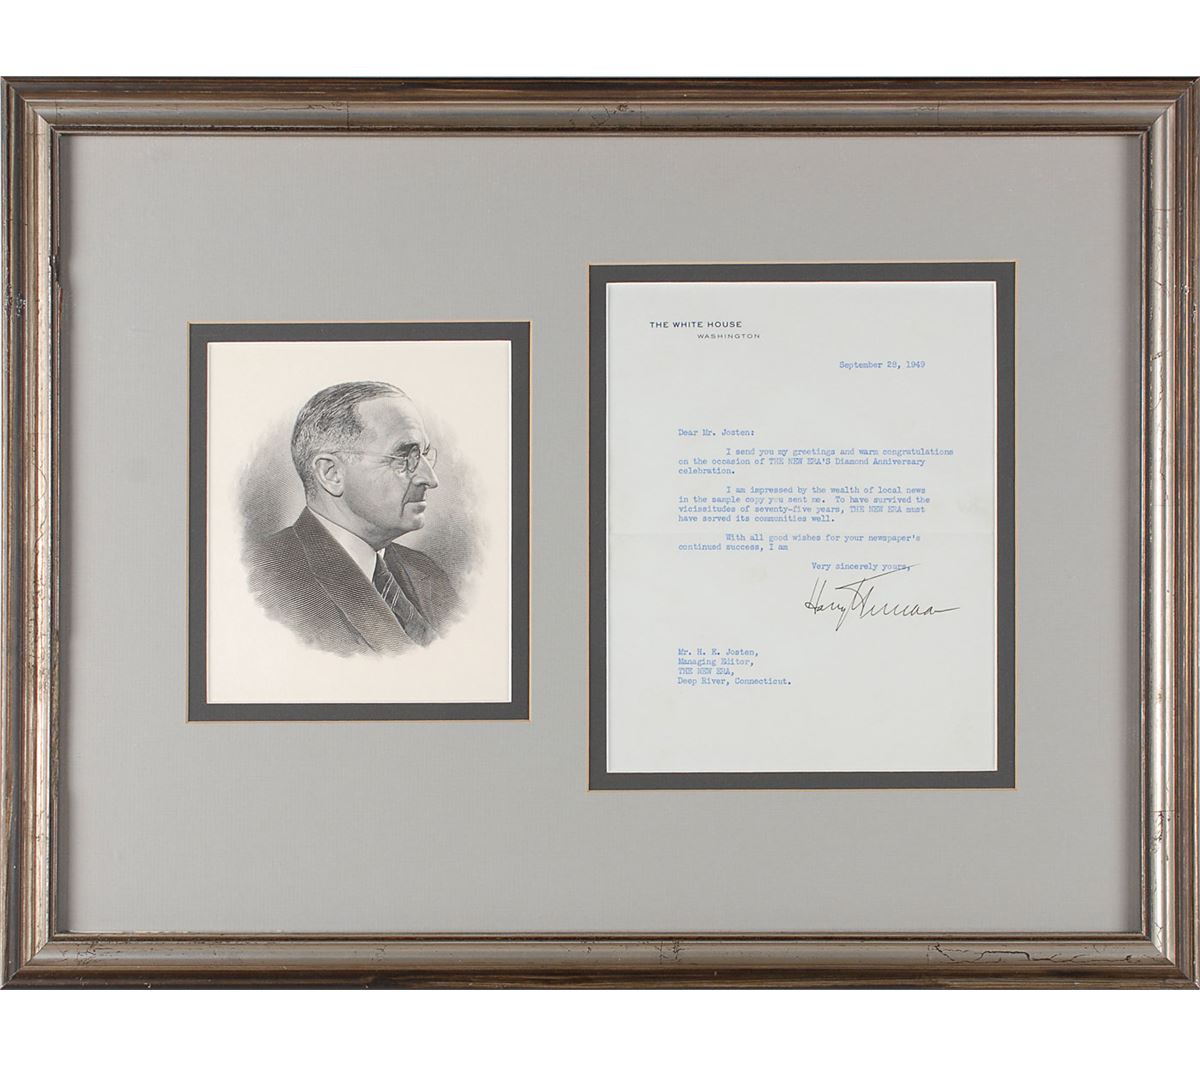 THE WHITE HOUSE
WASHINGTON
September 28, 1949
Dear Mr. Josten:
I send you my greetings and warm congratulations
on the occasion of THE NEW ERA'S Diamond Anniversary
celebration.
I am impressed by the wealth of local news
in the sample copy you sent me. To have survived the
vicissitudes of seventy-five years, THE NEW ERA must
have served its communities well.
With all good wishes for your newspaper's
continued success, I am
Very sincerely yours,
Harry Truman
Mr. H. E. Josten,
Managing Editor,
THE NEW ERA,
Deep River, Connecticut.